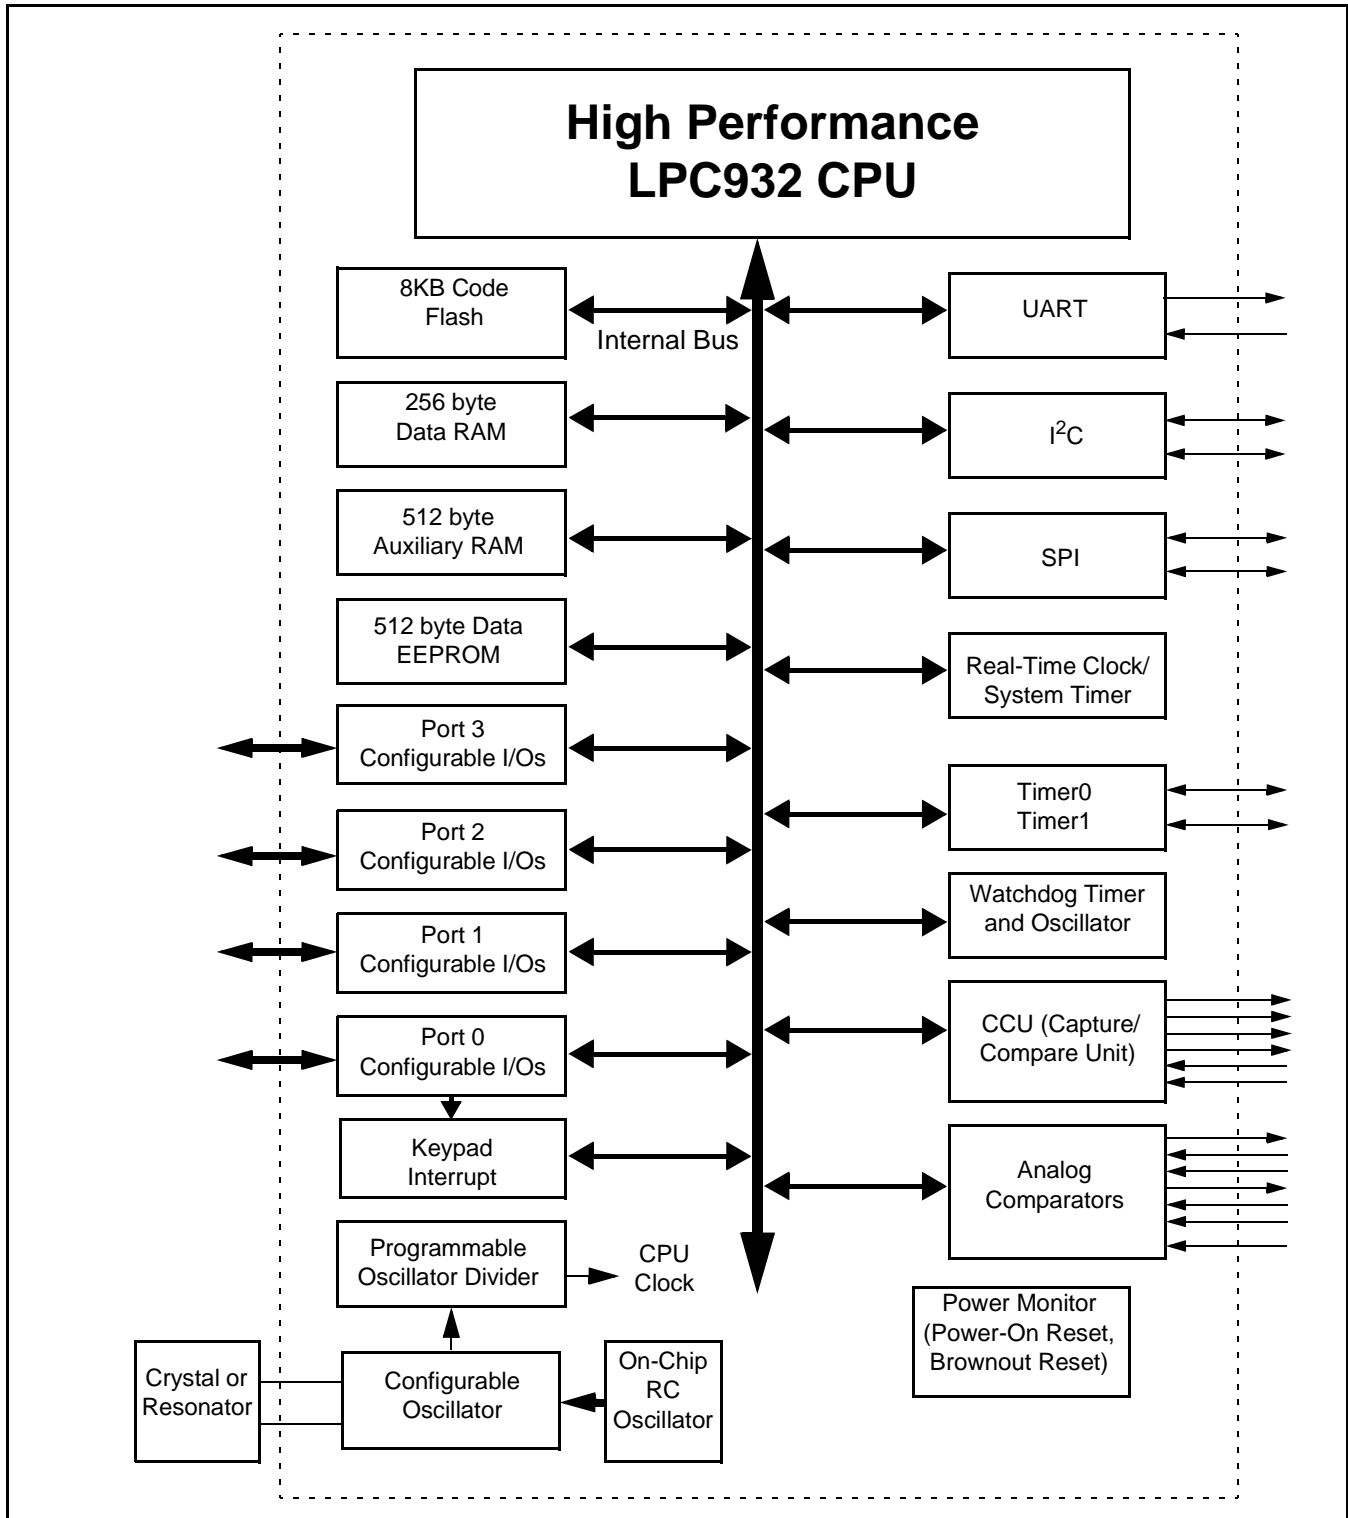 High Performance
LPC932 CPU
8KB Code
Flash
Internal Bus
UART
256 byte
Data RAM
I²C
512 byte
Auxiliary RAM
SPI
512 byte Data
EEPROM
Real-Time Clock/
System Timer
Port 3
Configurable I/Os
Timer0
Timer1
Port 2
Configurable I/Os
Watchdog Timer
and Oscillator
Port 1
Configurable I/Os
CCU (Capture/
Compare Unit)
Port 0
Configurable I/Os
Keypad
Interrupt
Analog
Comparators
Programmable
Oscillator Divider
CPU
Clock
Power Monitor
(Power-On Reset,
Brownout Reset)
Crystal or
Resonator
Configurable
Oscillator
On-Chip
RC
Oscillator